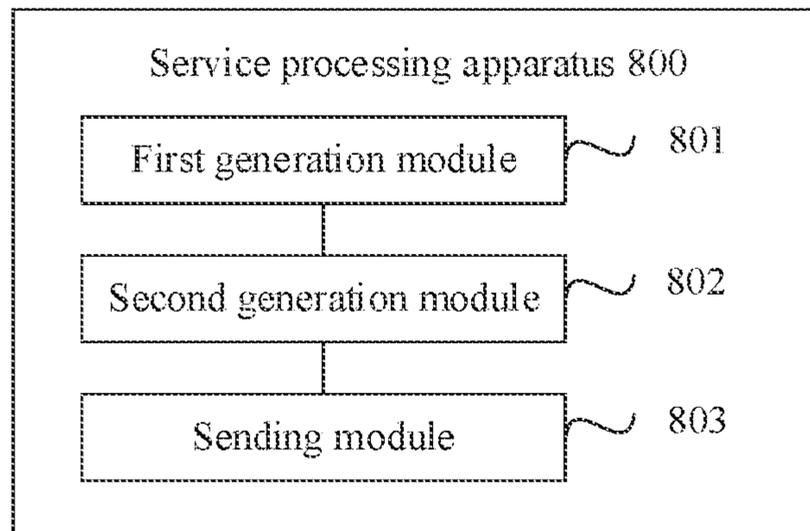 Service processing apparatus 800
First generation module
801
Second generation module
802
Sending module
803